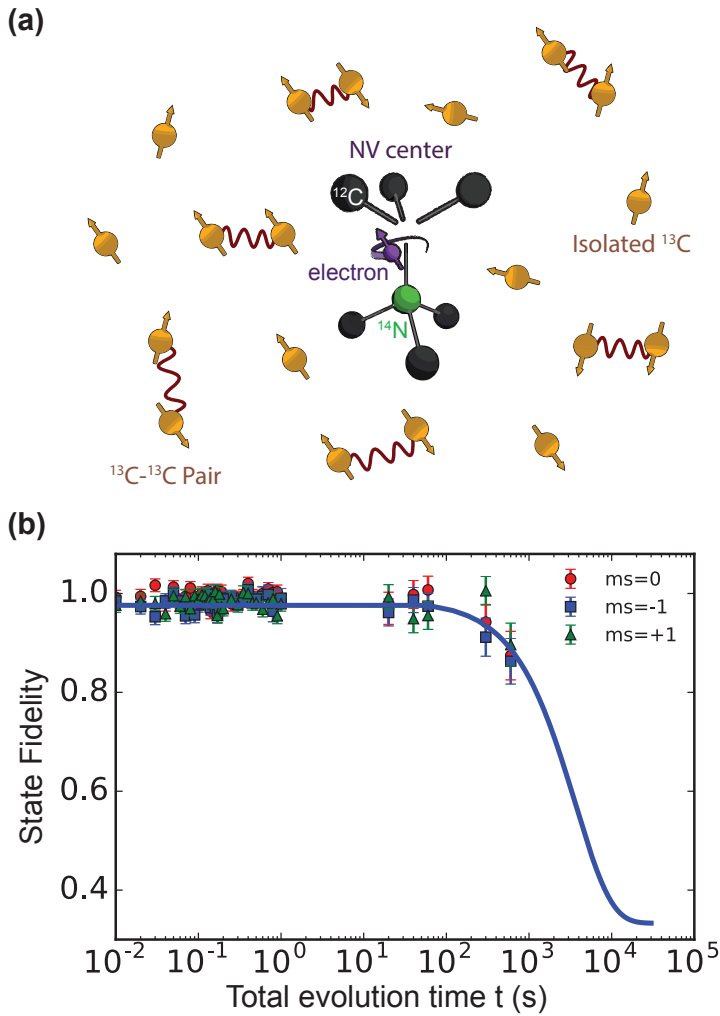 (a)
NV center
¹²C
Isolated ¹³C
electron
¹⁴N
¹³C-¹³C Pair
(b)
1.0
0.8
0.6
0.4
State Fidelity
ms=0
ms=-1
ms=+1
10⁻² 10⁻¹ 10⁰ 10¹ 10² 10³ 10⁴ 10⁵
Total evolution time t (s)